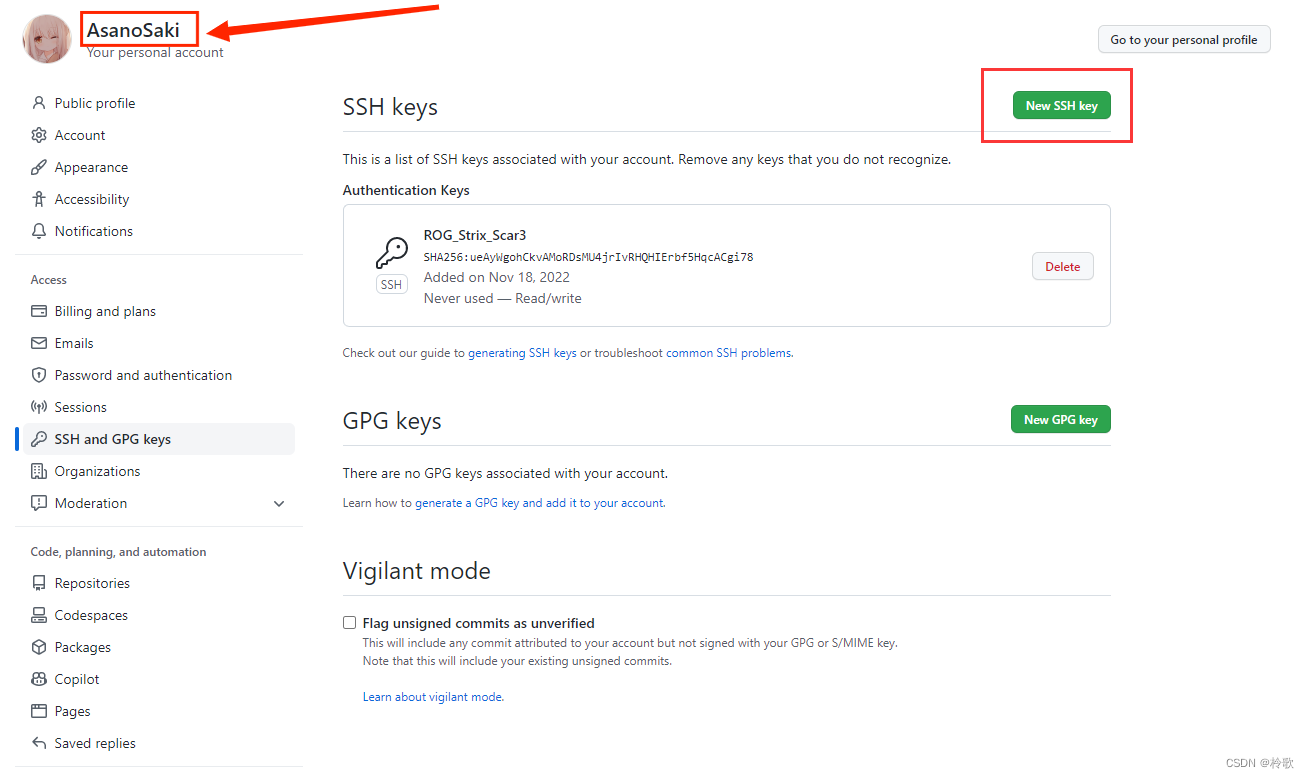 AsanoSaki
Your personal account
Go to your personal profile
Public profile
Account
Appearance
Accessibility
Notifications
Access
Billing and plans
Emails
Password and authentication
Sessions
SSH and GPG keys
Organizations
Moderation
Code, planning, and automation
Repositories
Codespaces
Packages
Copilot
Pages
Saved replies
SSH keys
New SSH key
This is a list of SSH keys associated with your account. Remove any keys that you do not recognize.
Authentication Keys
ROG_Strix_Scar3
SHA256:ueAyWgohCkvAMoRDsMU4jrIvRHQHIErbf5HqcACgi78
SSH
Added on Nov 18, 2022
Never used — Read/write
Delete
Check out our guide to generating SSH keys or troubleshoot common SSH problems.
GPG keys
New GPG key
There are no GPG keys associated with your account.
Learn how to generate a GPG key and add it to your account.
Vigilant mode
Flag unsigned commits as unverified
This will include any commit attributed to your account but not signed with your GPG or S/MIME key.
Note that this will include your existing unsigned commits.
Learn about vigilant mode.
CSDN @柃歌